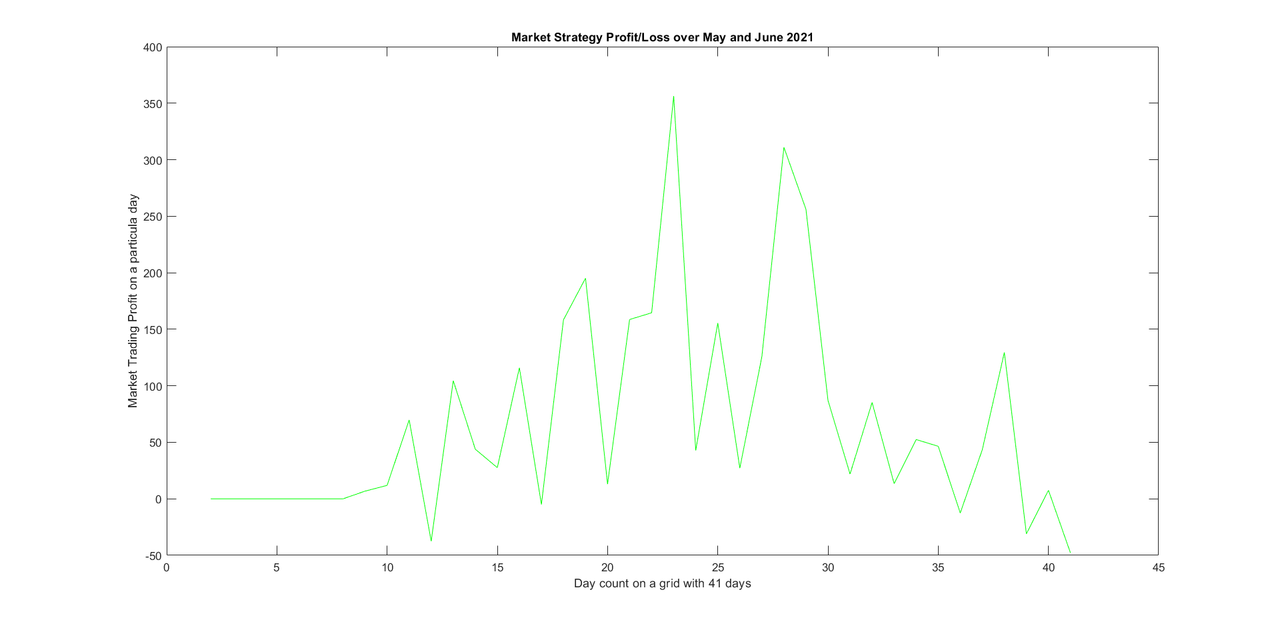 Market Strategy Profit/Loss over May and June 2021
400
350
300
250
200
150
100
50
0
-50
Market Trading Profit on a particula day
0 5 10 15 20 25 30 35 40 45
Day count on a grid with 41 days